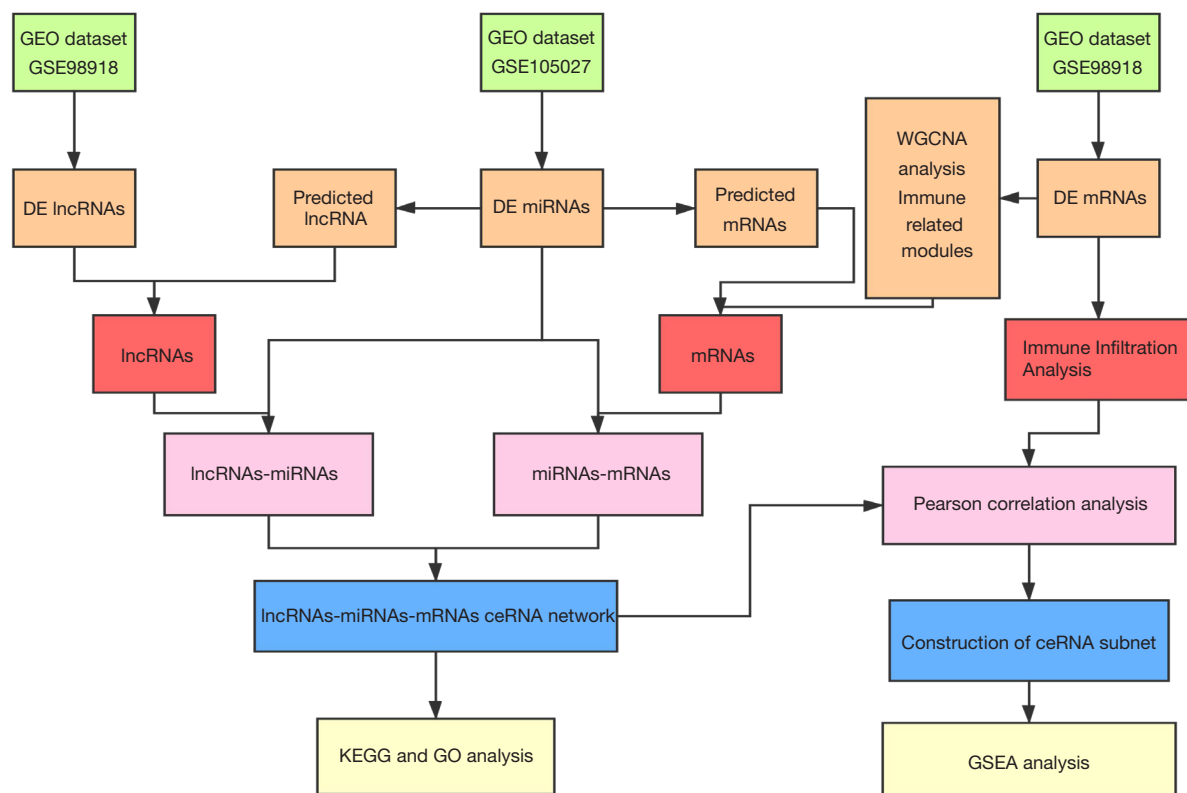 GEO dataset
GSE98918
GEO dataset
GSE105027
GEO dataset
GSE98918
DE lncRNAs
Predicted
lncRNA
DE miRNAs
Predicted
mRNAs
WGCNA
analysis
Immune
related
modules
DE mRNAs
lncRNAs
mRNAs
Immune Infiltration
Analysis
lncRNAs-miRNAs
miRNAs-mRNAs
Pearson correlation analysis
lncRNAs-miRNAs-mRNAs ceRNA network
Construction of ceRNA subnet
KEGG and GO analysis
GSEA analysis